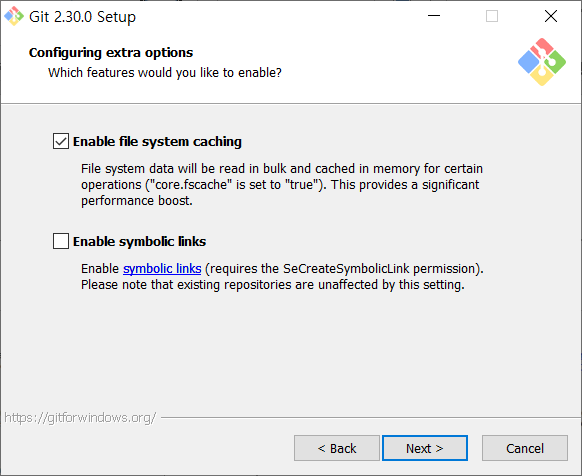 Git 2.30.0 Setup
Configuring extra options
Which features would you like to enable?
Enable file system caching
File system data will be read in bulk and cached in memory for certain
operations ("core.fscache" is set to "true"). This provides a significant
performance boost.
Enable symbolic links
Enable symbolic links (requires the SeCreateSymbolicLink permission).
Please note that existing repositories are unaffected by this setting.
https://gitforwindows.org/
< Back
Next >
Cancel